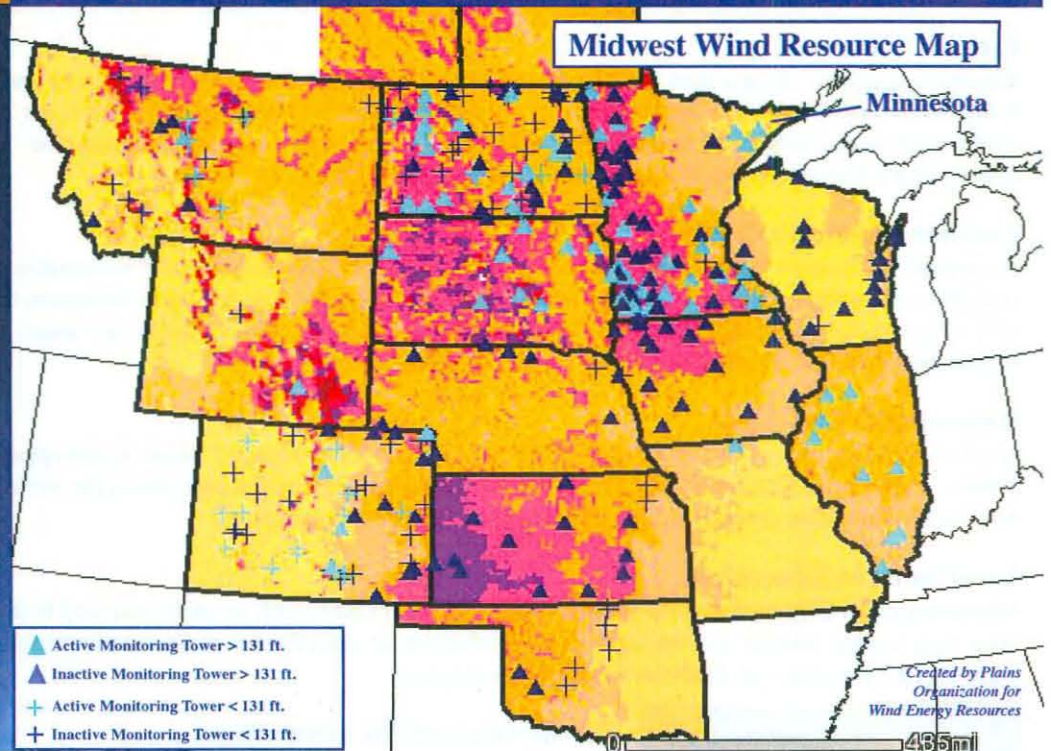 Midwest Wind Resource Map
Minnesota
Active Monitoring Tower > 131 ft.
Inactive Monitoring Tower > 131 ft.
Active Monitoring Tower < 131 ft.
Inactive Monitoring Tower < 131 ft.
Created by Plains
Organization for
Wind Energy Resources
0 435mi